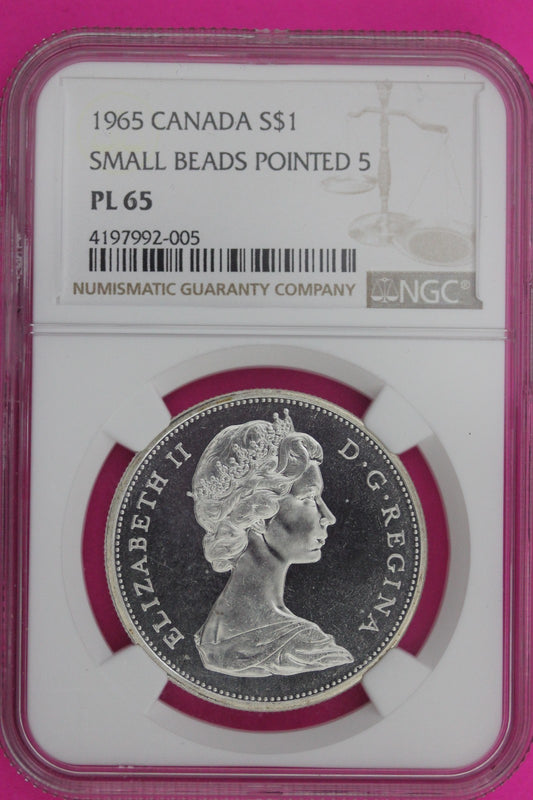 1965 CANADA S$1
SMALL BEADS POINTED 5
PL 65
4197992-005
NUMISMATIC GUARANTY COMPANY
NGC®
ELIZABETH II D·G·REGINA